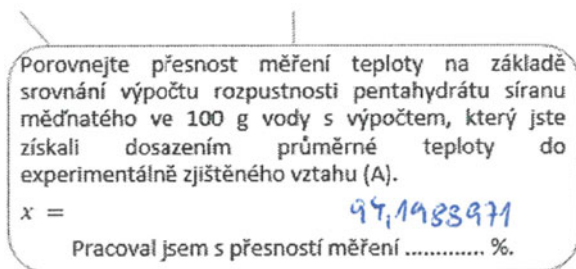 Porovnejte přesnost měření teploty na základě
srovnání výpočtu rozpustnosti pentahydrátu síranu
měďnatého ve 100 g vody s výpočtem, který jste
získali dosazením průměrné teploty do
experimentálně zjištěného vztahu (A).
x = 94,1983971
Pracoval jsem s přesností měření ............. %.